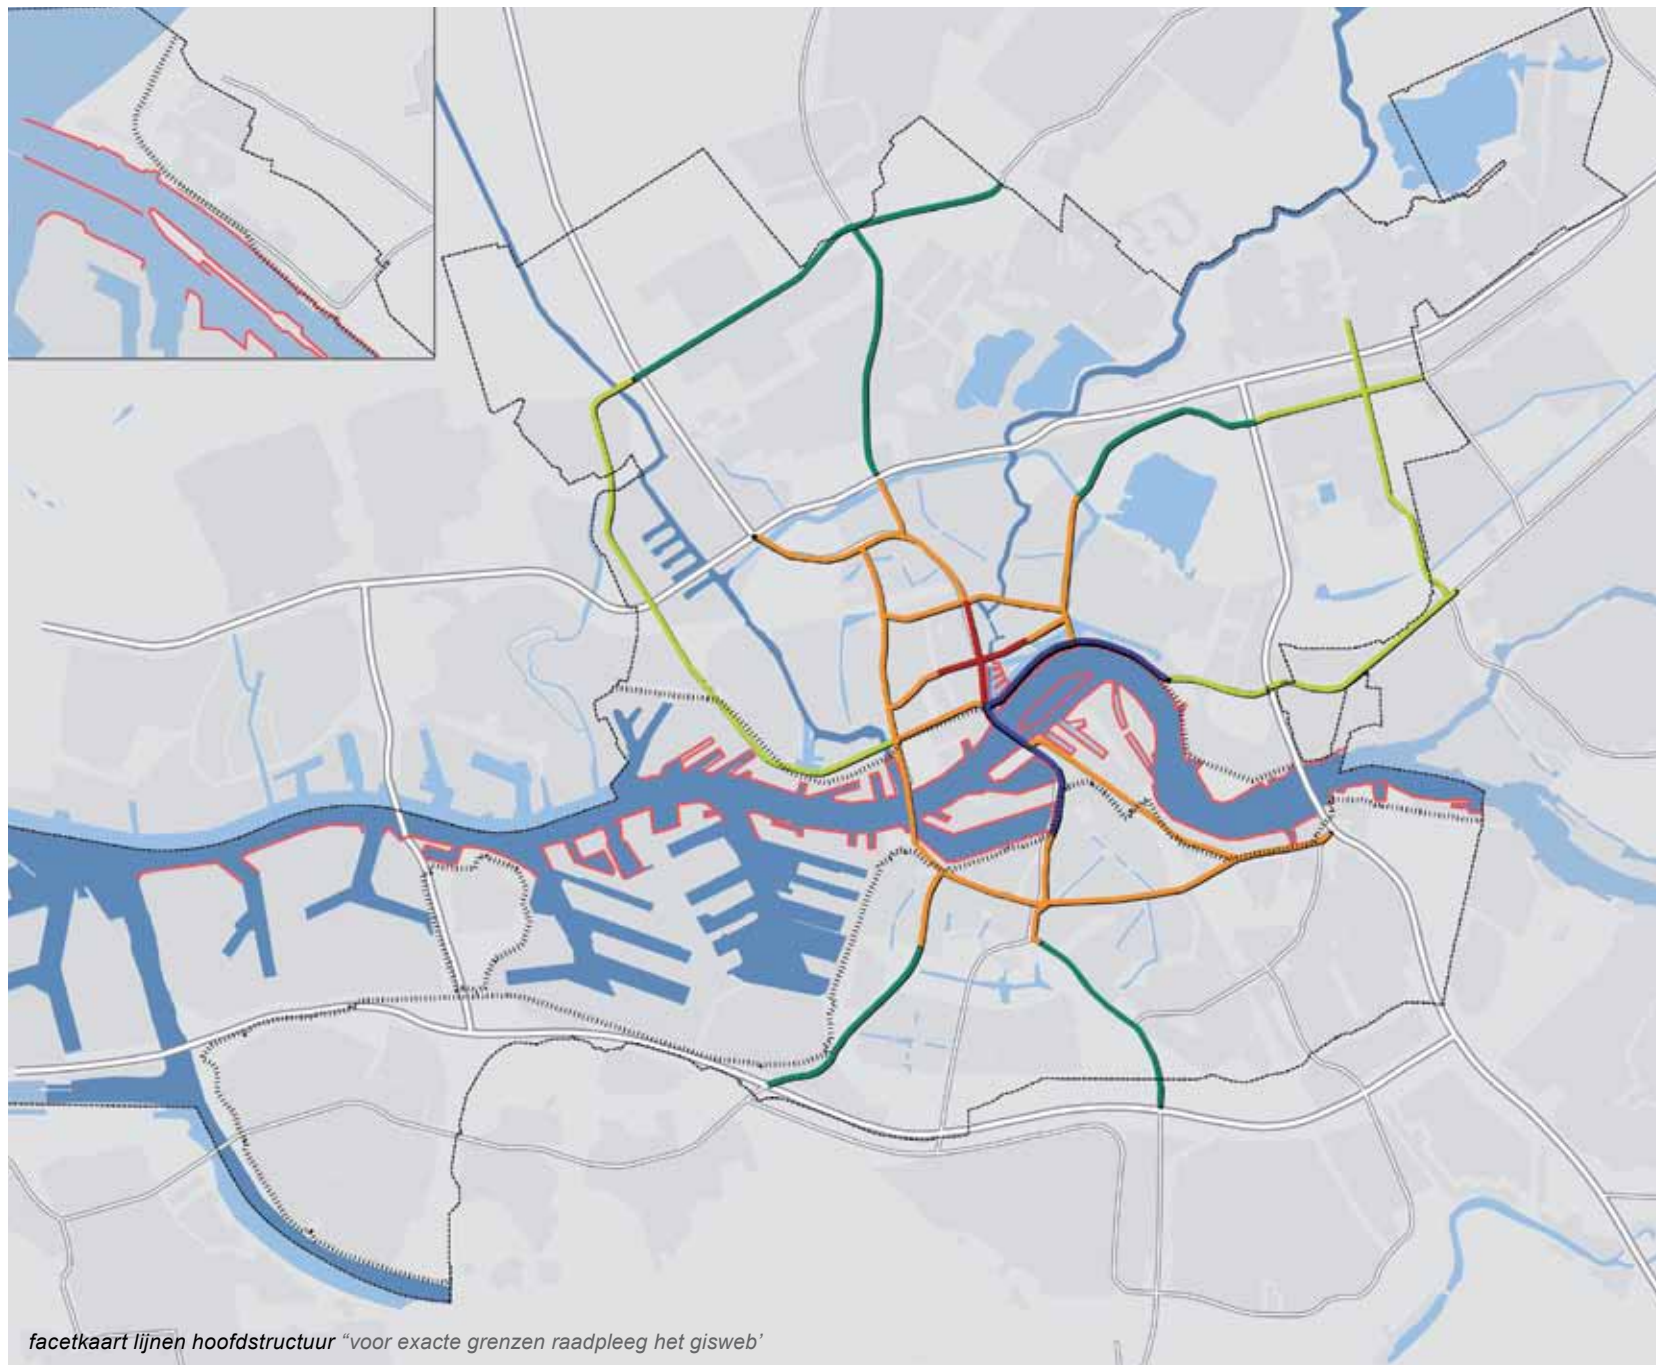 facetkaart lijnen hoofdstructuur “voor exacte grenzen raadpleeg het gisweb’